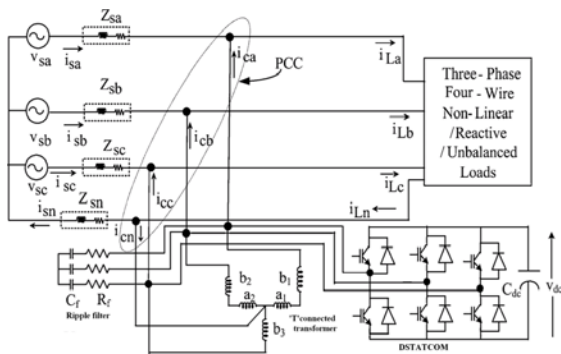 Z_sa
v_sa
i_sa
i_ca
PCC
i_La
Z_sb
v_sb
i_sb
i_cb
i_Lb
Three-Phase
Four-Wire
Non-Linear
/Reactive
/Unbalanced
Loads
Z_sc
v_sc
i_sc
i_cc
i_Lc
Z_sn
i_sn
i_cn
i_Ln
C_f
R_f
Ripple filter
b_2
b_1
a_2
a_1
b_3
'T'connected
transformer
C_dc
v_dc
DSTATCOM